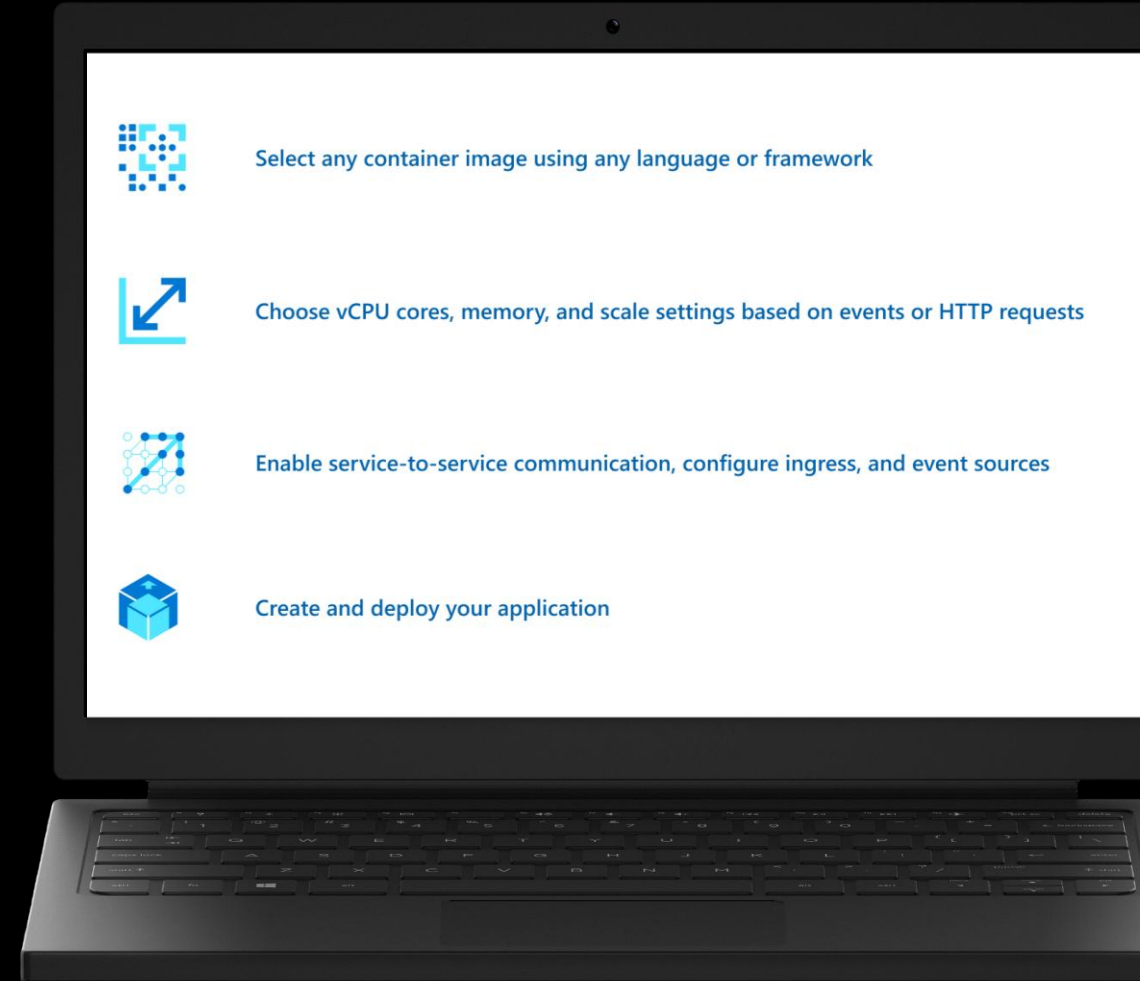 Select any container image using any language or framework
Choose vCPU cores, memory, and scale settings based on events or HTTP requests
Enable service-to-service communication, configure ingress, and event sources
Create and deploy your application